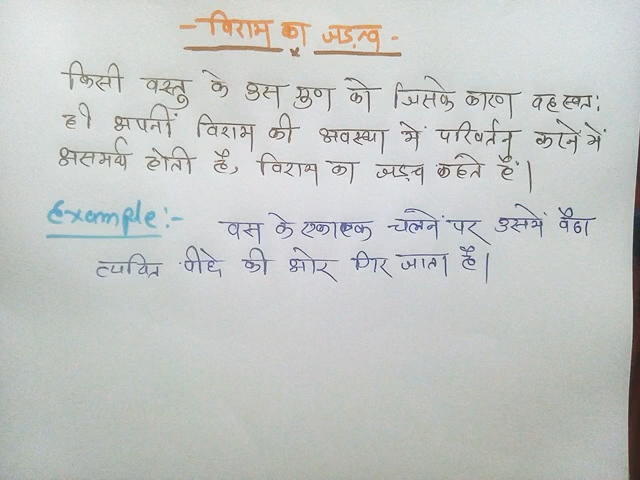 - विराम का जड़त्व -
किसी वस्तु के उस गुण को जिसके कारण वह स्वत:
ही अपनी विराम की अवस्था में परिवर्तन करने में
असमर्थ होती है, विराम का जड़त्व कहते हैं।
Example:- बस के एकाएक चलने पर उसमें बैठा
व्यक्ति पीछे की ओर गिर जाता है।